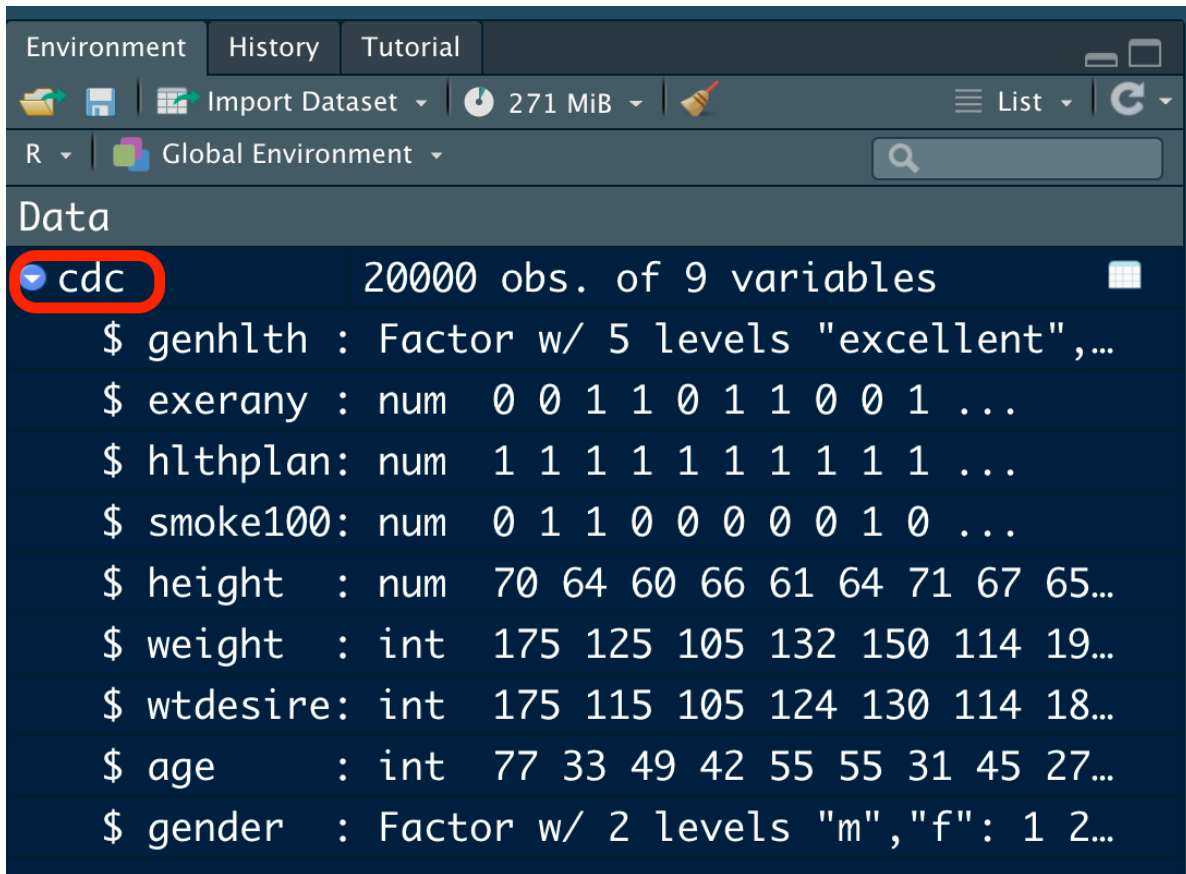 Environment History Tutorial
Import Dataset 271 MiB List
R Global Environment
Data
cdc 20000 obs. of 9 variables
$ genhlth : Factor w/ 5 levels "excellent",…
$ exerany : num 0 0 1 1 0 1 1 0 0 1 ...
$ hlthplan: num 1 1 1 1 1 1 1 1 1 1 ...
$ smoke100: num 0 1 1 0 0 0 0 0 1 0 ...
$ height : num 70 64 60 66 61 64 71 67 65…
$ weight : int 175 125 105 132 150 114 19…
$ wtdesire: int 175 115 105 124 130 114 18…
$ age : int 77 33 49 42 55 55 31 45 27…
$ gender : Factor w/ 2 levels "m","f": 1 2…